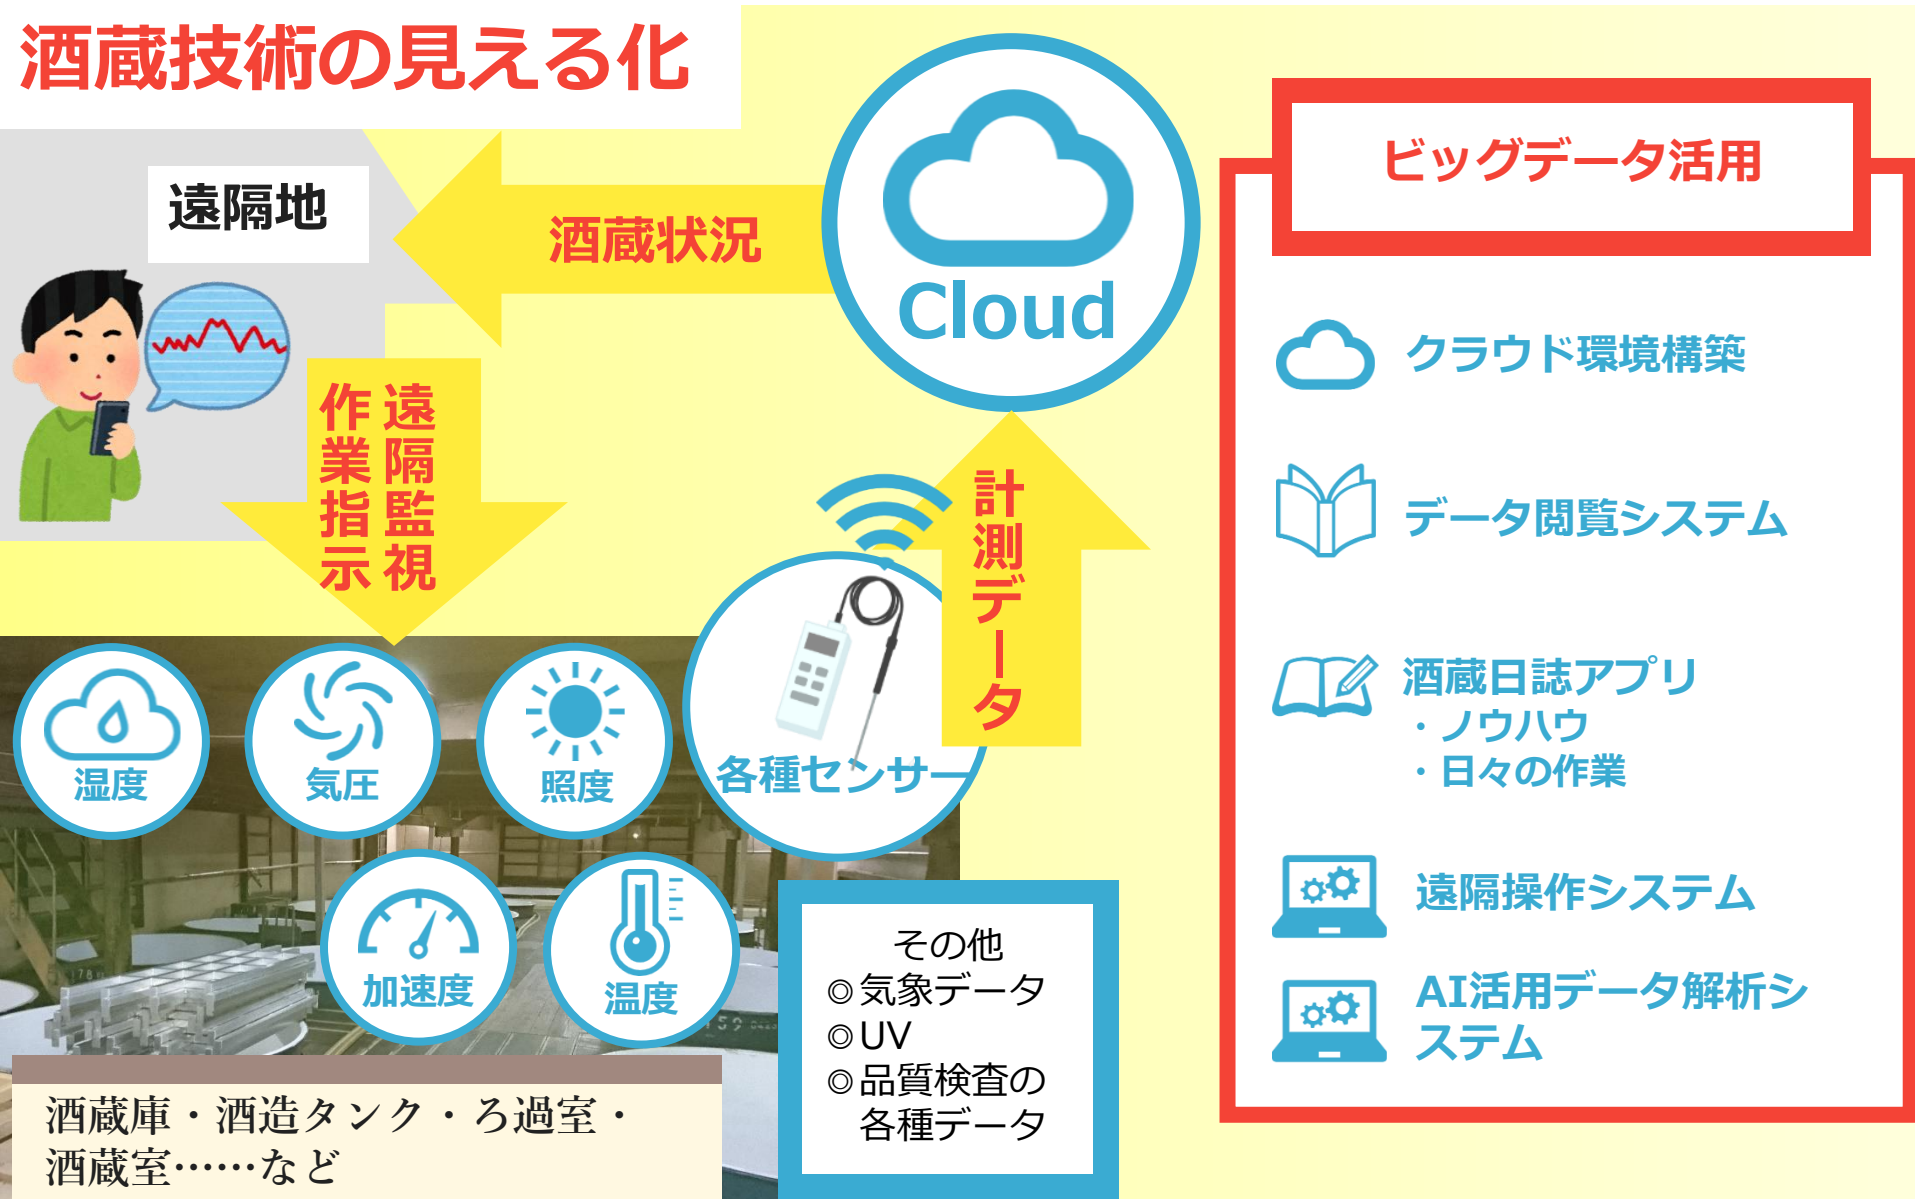 酒蔵技術の見える化
遠隔地
酒蔵状況
Cloud
遠隔監視
作業指示
計測データ
各種センサー
湿度
気圧
照度
加速度
温度
酒蔵庫・酒造タンク・ろ過室・
酒蔵室……など
その他
◎気象データ
◎UV
◎品質検査の
各種データ
ビッグデータ活用
クラウド環境構築
データ閲覧システム
酒蔵日誌アプリ
・ノウハウ
・日々の作業
遠隔操作システム
AI活用データ解析シ
ステム